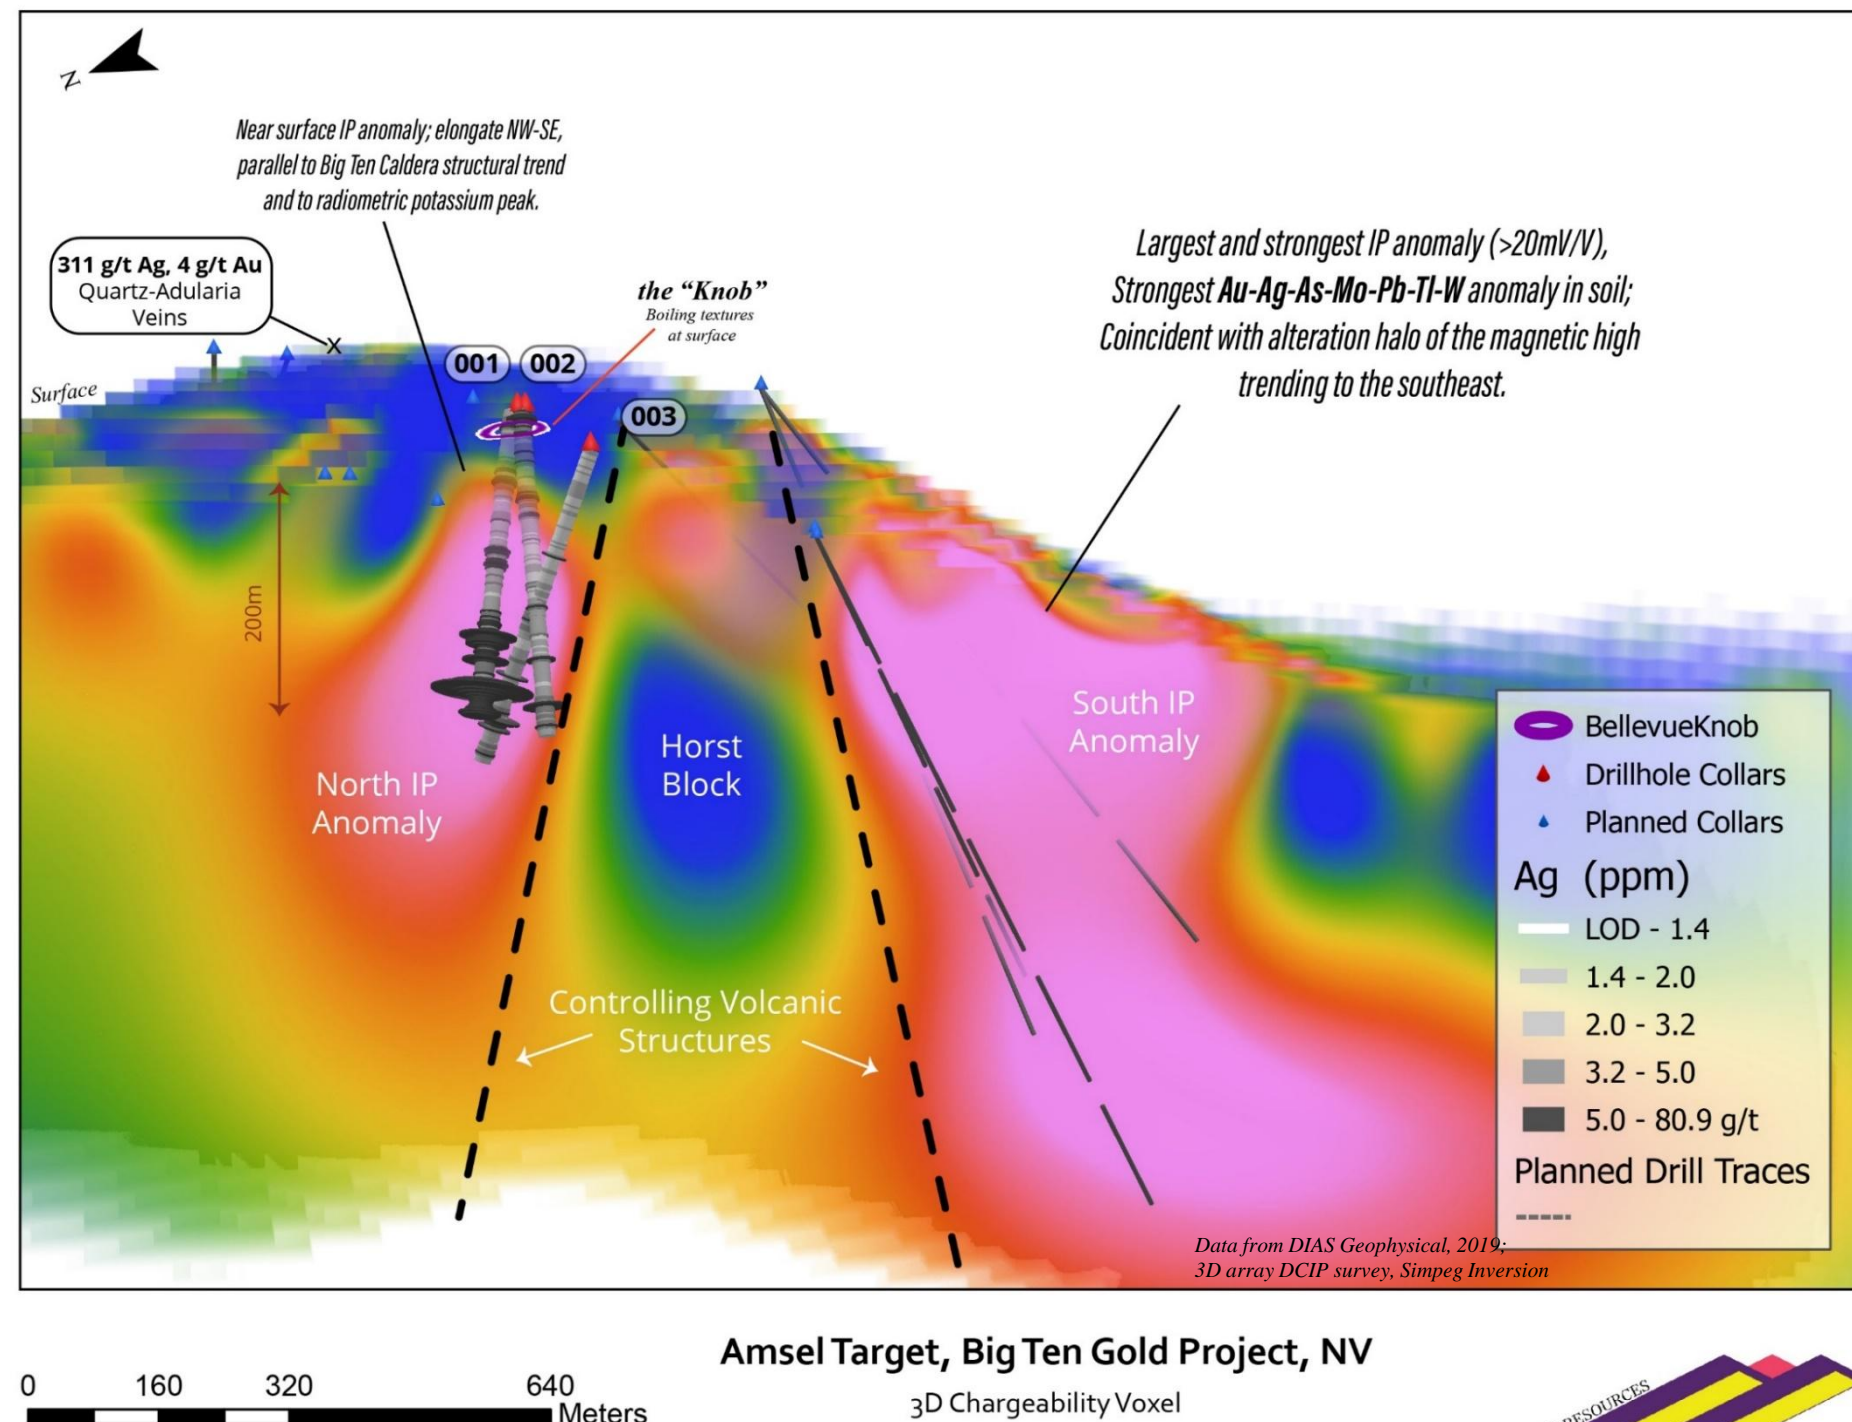 N
Near surface IP anomaly; elongate NW-SE,
parallel to Big Ten Caldera structural trend
and to radiometric potassium peak.
311 g/t Ag, 4 g/t Au
Quartz-Adularia
Veins
X
the “Knob”
Boiling textures
at surface
Largest and strongest IP anomaly (>20mV/V),
Strongest Au-Ag-As-Mo-Pb-Tl-W anomaly in soil;
Coincident with alteration halo of the magnetic high
trending to the southeast.
001
002
003
Surface
200m
North IP
Anomaly
Horst
Block
South IP
Anomaly
Controlling Volcanic
Structures
BellevueKnob
Drillhole Collars
Planned Collars
Ag (ppm)
LOD - 1.4
1.4 - 2.0
2.0 - 3.2
3.2 - 5.0
5.0 - 80.9 g/t
Planned Drill Traces
Data from DIAS Geophysical, 2019;
3D array DCIP survey, Simpeg Inversion
Amsel Target, Big Ten Gold Project, NV
3D Chargeability Voxel
0 160 320 640
Meters
RESOURCES